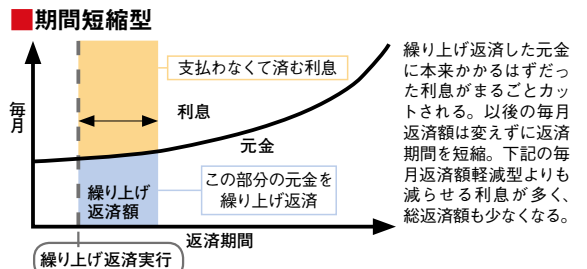 ■期間短縮型
毎月
支払わなくて済む利息
利息
元金
繰り上げ
返済額
この部分の元金を
繰り上げ返済
返済期間
繰り上げ返済実行
繰り上げ返済した元金
に本来かかるはずだっ
た利息がまるごとカッ
トされる。以後の毎月
返済額は変えずに返済
期間を短縮。下記の毎
月返済額軽減型よりも
減らせる利息が多く、
総返済額も少なくなる。